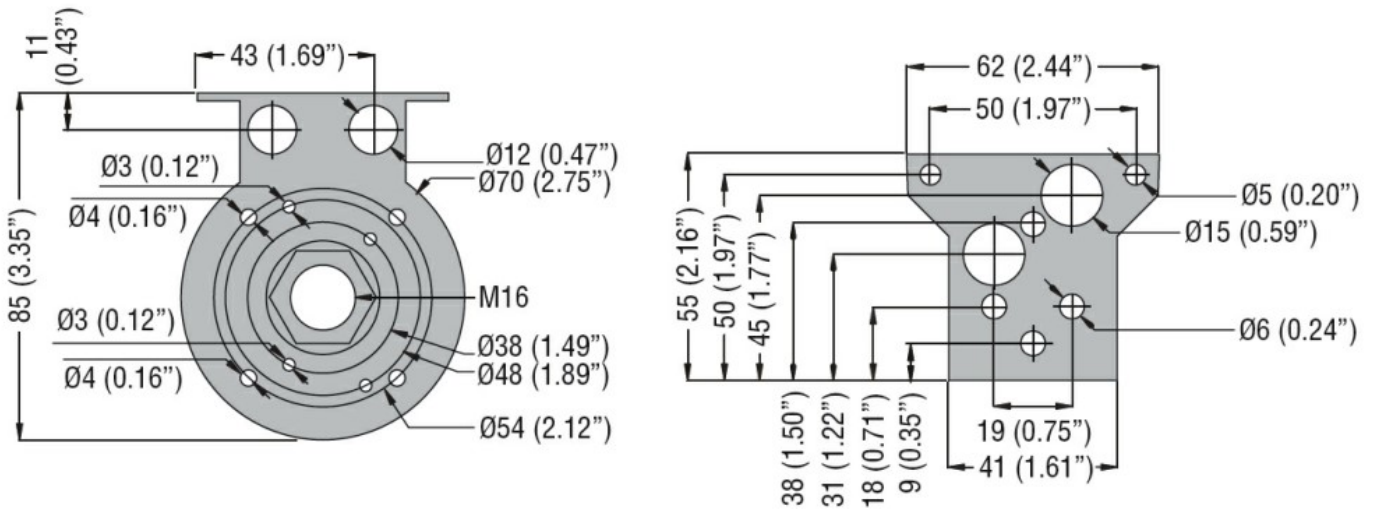 11
(0.43”)
43 (1.69”)
Ø12 (0.47”)
Ø70 (2.75”)
Ø3 (0.12”)
Ø4 (0.16”)
85 (3.35”)
M16
Ø3 (0.12”)
Ø38 (1.49”)
Ø4 (0.16”)
Ø48 (1.89”)
Ø54 (2.12”)
62 (2.44”)
50 (1.97”)
Ø5 (0.20”)
Ø15 (0.59”)
55 (2.16”)
50 (1.97”)
45 (1.77”)
Ø6 (0.24”)
38 (1.50”)
31 (1.22”)
18 (0.71”)
9 (0.35”)
19 (0.75”)
41 (1.61”)